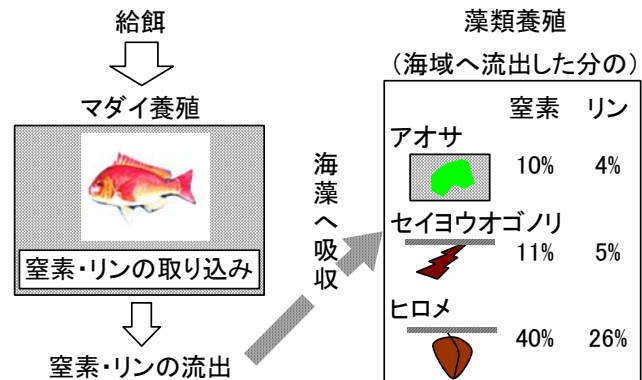 給餌
マダイ養殖
窒素・リンの取り込み
窒素・リンの流出
海藻へ吸収
藻類養殖
(海域へ流出した分の)
窒素 リン
アオサ
10% 4%
セイヨウオゴノリ
11% 5%
ヒロメ
40% 26%